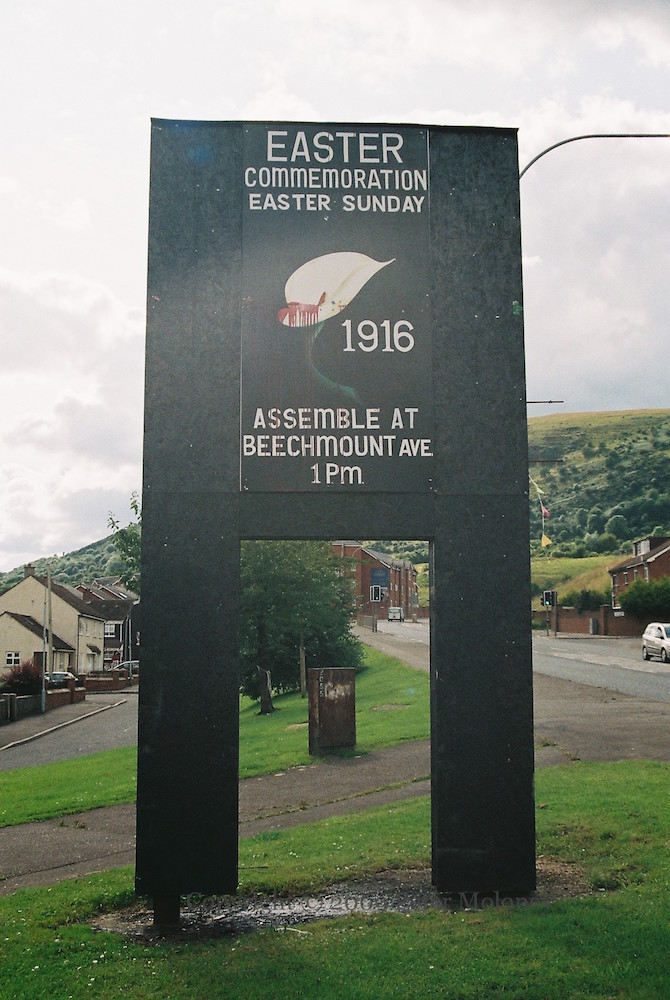 EASTER
COMMEMORATION
EASTER SUNDAY
1916
ASSEMBLE AT
BEECHMOUNT AVE
1Pm